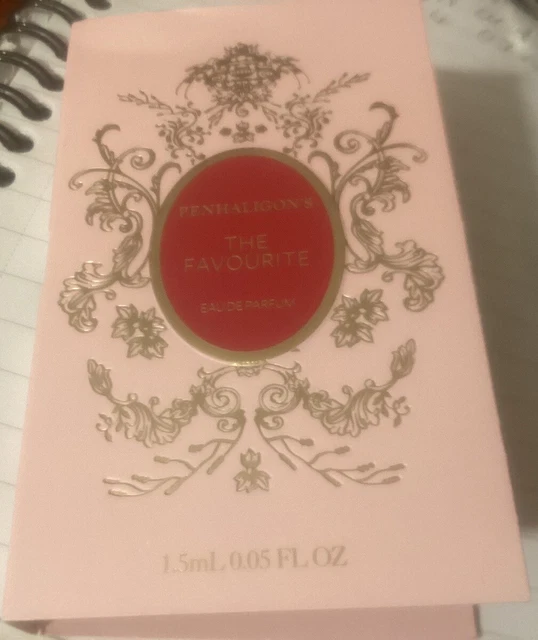 PENHALIGON'S
THE
FAVOURITE
EAU DE PARFUM
1.5mL 0.05 FL OZ